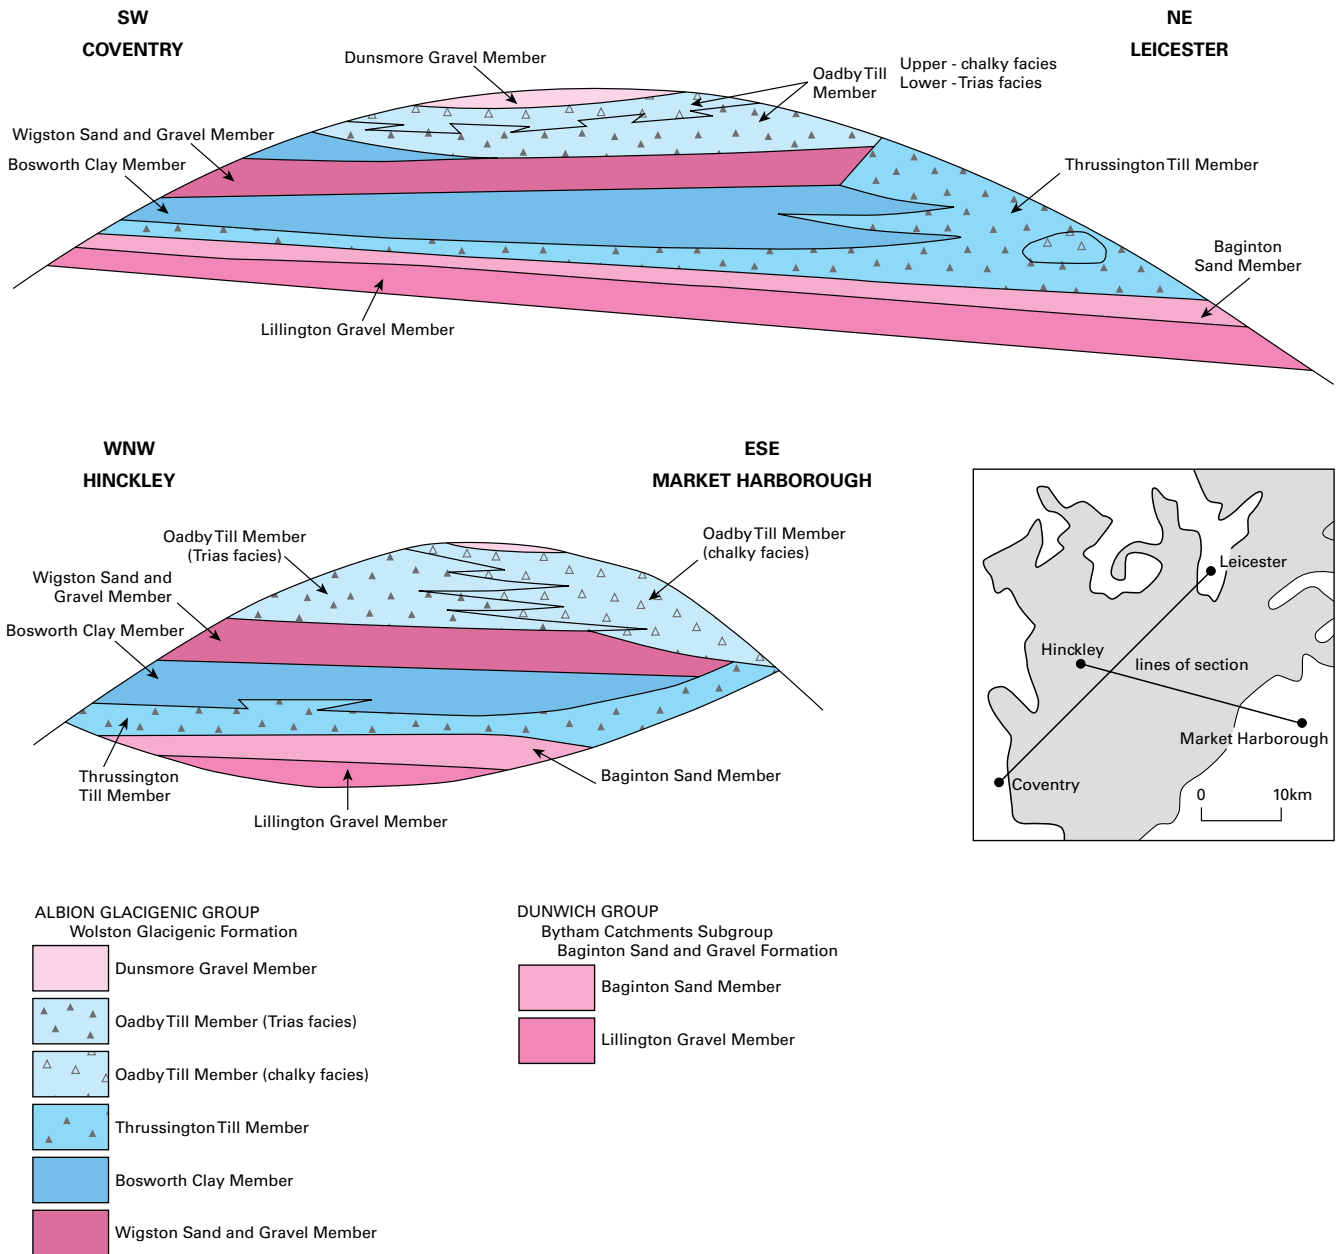 SW
COVENTRY
NE
LEICESTER
Dunsmore Gravel Member
Oadby Till
Member
Upper - chalky facies
Lower -Trias facies
Wigston Sand and Gravel Member
Bosworth Clay Member
Thrussington Till Member
Baginton
Sand Member
Lillington Gravel Member
WNW
HINCKLEY
ESE
MARKET HARBOROUGH
Oadby Till Member
(Trias facies)
Oadby Till Member
(chalky facies)
Wigston Sand and
Gravel Member
Bosworth Clay Member
Thrussington
Till Member
Baginton Sand Member
Lillington Gravel Member
Leicester
Hinckley
lines of section
Market Harborough
Coventry
0 10km
ALBION GLACIGENIC GROUP
Wolston Glacigenic Formation
Dunsmore Gravel Member
Oadby Till Member (Trias facies)
Oadby Till Member (chalky facies)
Thrussington Till Member
Bosworth Clay Member
Wigston Sand and Gravel Member
DUNWICH GROUP
Bytham Catchments Subgroup
Baginton Sand and Gravel Formation
Baginton Sand Member
Lillington Gravel Member